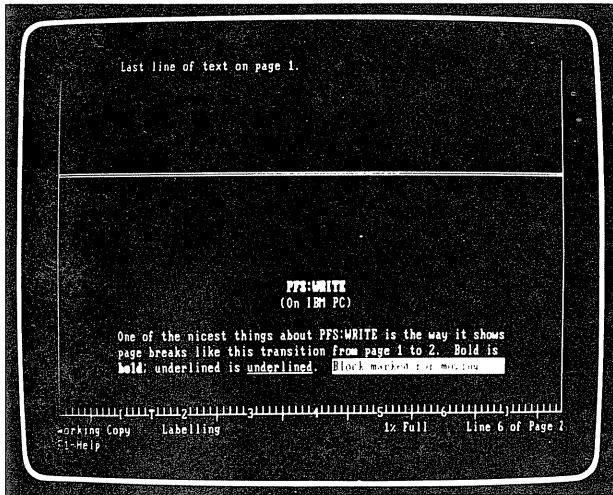 Last line of text on page 1.
PFS:WRITE
(On IBM PC)
One of the nicest things about PFS:WRITE is the way it shows
page breaks like this transition from page 1 to 2. Bold is
bold; underlined is underlined. Block marked for moving
1 2 3 4 5 6
Working Copy Labelling 1% Full Line 6 of Page 2
F1-Help